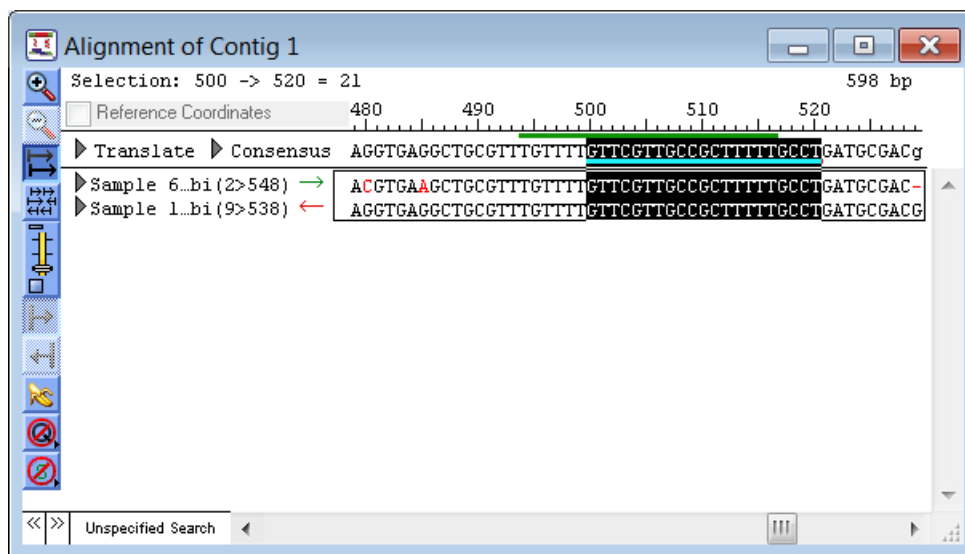 Alignment of Contig 1
Selection: 500 -> 520 = 21 598 bp
Reference Coordinates 480 490 500 510 520
Translate Consensus AGGTGAGGCTGCGTTTGTTTTGTTCGTTGCCGCTTTTTGCCTGATGCGACg
Sample 6…bi(2>548) → ACGTGAAGCTGCGTTTGTTTTGTTCGTTGCCGCTTTTTGCCTGATGCGAC-
Sample 1…bi(9>538) ← AGGTGAGGCTGCGTTTGTTTTGTTCGTTGCCGCTTTTTGCCTGATGCGACG
Unspecified Search